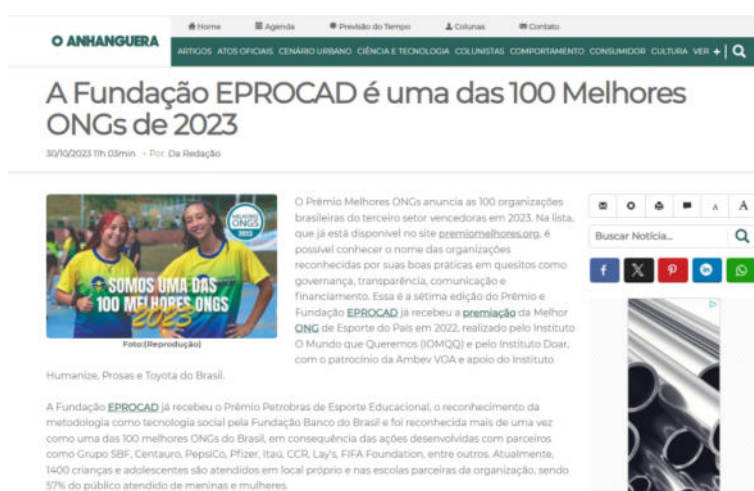 Home Agenda Previsão do Tempo Colunas Contato
O ANHANGUERA
ARTIGOS ATOS OFICIAIS CENÁRIO URBANO CIÊNCIA E TECNOLOGIA COLUNISTAS COMPORTAMENTO CONSUMIDOR CULTURA VER +
A Fundação EPROCAD é uma das 100 Melhores
ONGs de 2023
30/10/2023 11h 03min - Por: Da Redação
MELHORES
ONGS
2023
SOMOS UMA DAS
100 MELHORES ONGS
2023
Foto:(Reprodução)
O Prêmio Melhores ONGs anuncia as 100 organizações
brasileiras do terceiro setor vencedoras em 2023. Na lista,
que já está disponível no site premiomelhores.org, é
possível conhecer o nome das organizações
reconhecidas por suas boas práticas em quesitos como
governança, transparência, comunicação e
financiamento. Essa é a sétima edição do Prêmio e
Fundação EPROCAD já recebeu a premiação da Melhor
ONG de Esporte do País em 2022, realizado pelo Instituto
O Mundo que Queremos (IOMQQ) e pelo Instituto Doar,
com o patrocínio da Ambev VOA e apoio do Instituto
Humanize, Prosas e Toyota do Brasil.
A Fundação EPROCAD já recebeu o Prêmio Petrobras de Esporte Educacional, o reconhecimento da
metodologia como tecnologia social pela Fundação Banco do Brasil e foi reconhecida mais de uma vez
como uma das 100 melhores ONGs do Brasil, em consequência das ações desenvolvidas com parceiros
como Grupo SBF, Centauro, PepsiCo, Pfizer, Itaú, CCR, Lay's, FIFA Foundation, entre outros. Atualmente,
1400 crianças e adolescentes são atendidos em local próprio e nas escolas parceiras da organização, sendo
57% do público atendido de meninas e mulheres.
A A
Buscar Notícia...